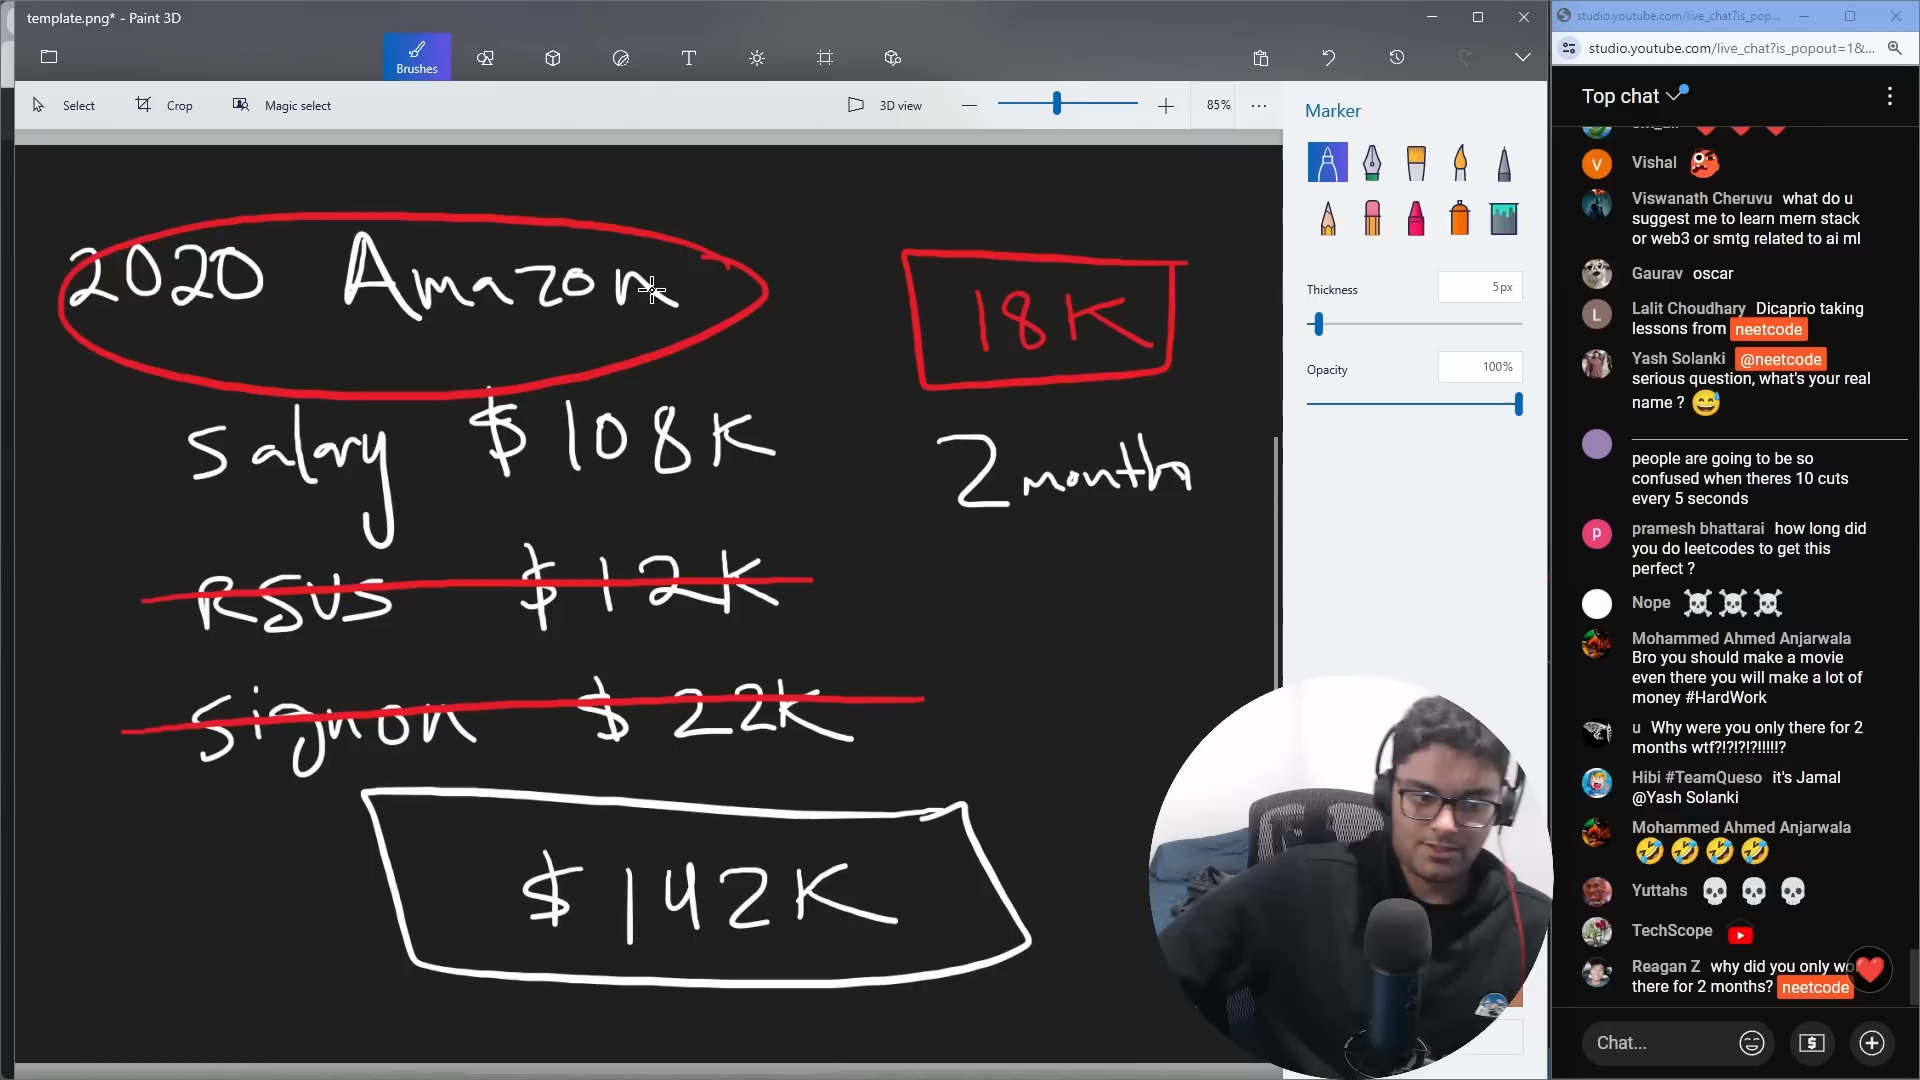 template.png* - Paint 3D
Brushes
Select Crop Magic select 3D view 85%
2020 Amazon
salary $ 108K
RSUS $ 12K
signon $ 22K
$ 142K
18K
2 months
Marker
Thickness 5px
Opacity 100%
studio.youtube.com/live_chat?is_pop...
studio.youtube.com/live_chat?is_popout=1&...
Top chat
Vishal
Viswanath Cheruvu what do u
suggest me to learn mern stack
or web3 or smtg related to ai ml
Gaurav oscar
Lalit Choudhary Dicaprio taking
lessons from neetcode
Yash Solanki @neetcode
serious question, what's your real
name ? 😅
people are going to be so
confused when theres 10 cuts
every 5 seconds
pramesh bhattarai how long did
you do leetcodes to get this
perfect ?
Nope ☠️☠️☠️
Mohammed Ahmed Anjarwala
Bro you should make a movie
even there you will make a lot of
money #HardWork
u Why were you only there for 2
months wtf?!?!?!?!!!!!?
Hibi #TeamQueso it's Jamal
@Yash Solanki
Mohammed Ahmed Anjarwala
🤣🤣🤣🤣
Yuttahs 💀💀💀
TechScope
Reagan Z why did you only
there for 2 months? neetcode
Chat...